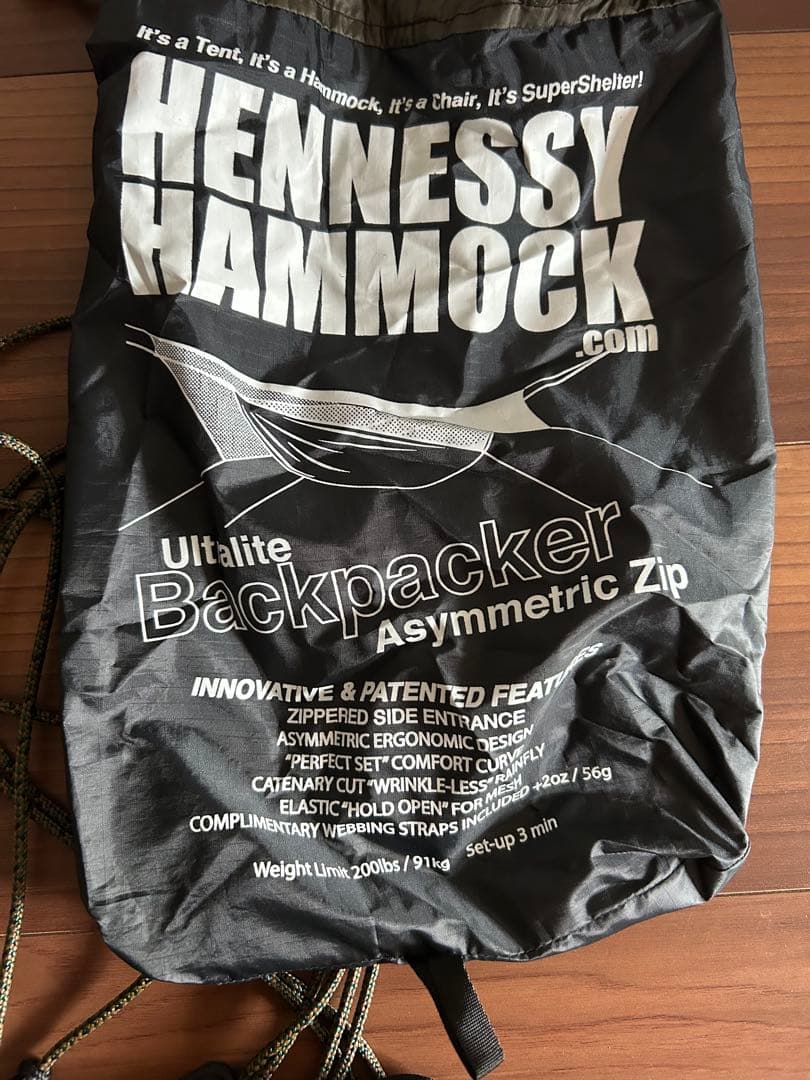 It's a Tent, It's a Hammock, It's a Chair, It's SuperShelter!
HENNESSY
HAMMOCK
.com
Ultralite
Backpacker
Asymmetric Zip
INNOVATIVE & PATENTED FEATURES
ZIPPERED SIDE ENTRANCE
ASYMMETRIC ERGONOMIC DESIGN
"PERFECT SET" COMFORT CURVE
CATENARY CUT "WRINKLE-LESS" RAINFLY
ELASTIC "HOLD OPEN" FOR MESH
COMPLIMENTARY WEBBING STRAPS INCLUDED +2oz / 56g
Weight Limit 200lbs / 91kg Set-up 3 min